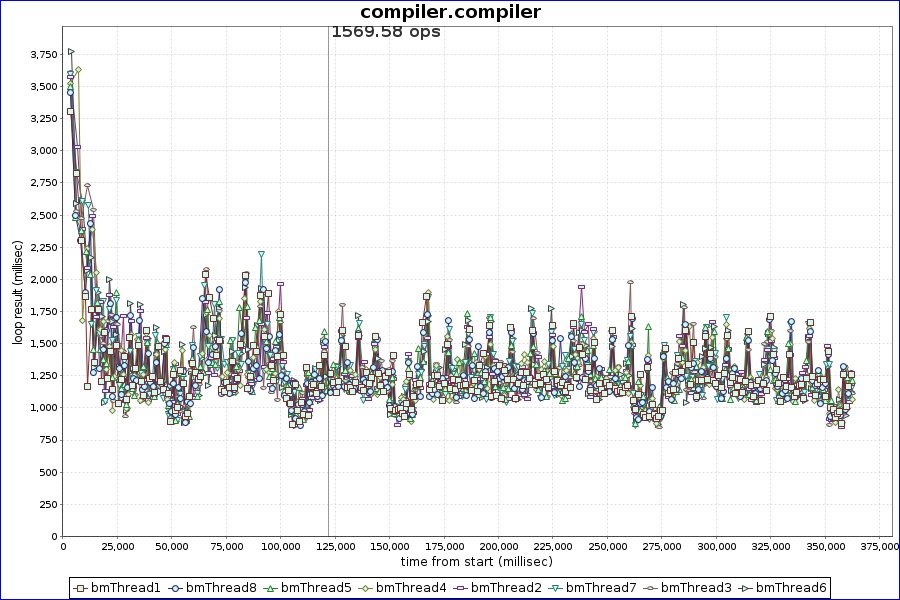 compiler.compiler
1569.58 ops
loop result (millisec)
3,750
3,500
3,250
3,000
2,750
2,500
2,250
2,000
1,750
1,500
1,250
1,000
750
500
250
0
0 25,000 50,000 75,000 100,000 125,000 150,000 175,000 200,000 225,000 250,000 275,000 300,000 325,000 350,000 375,000
time from start (millisec)
bmThread1 bmThread8 bmThread5 bmThread4 bmThread2 bmThread7 bmThread3 bmThread6